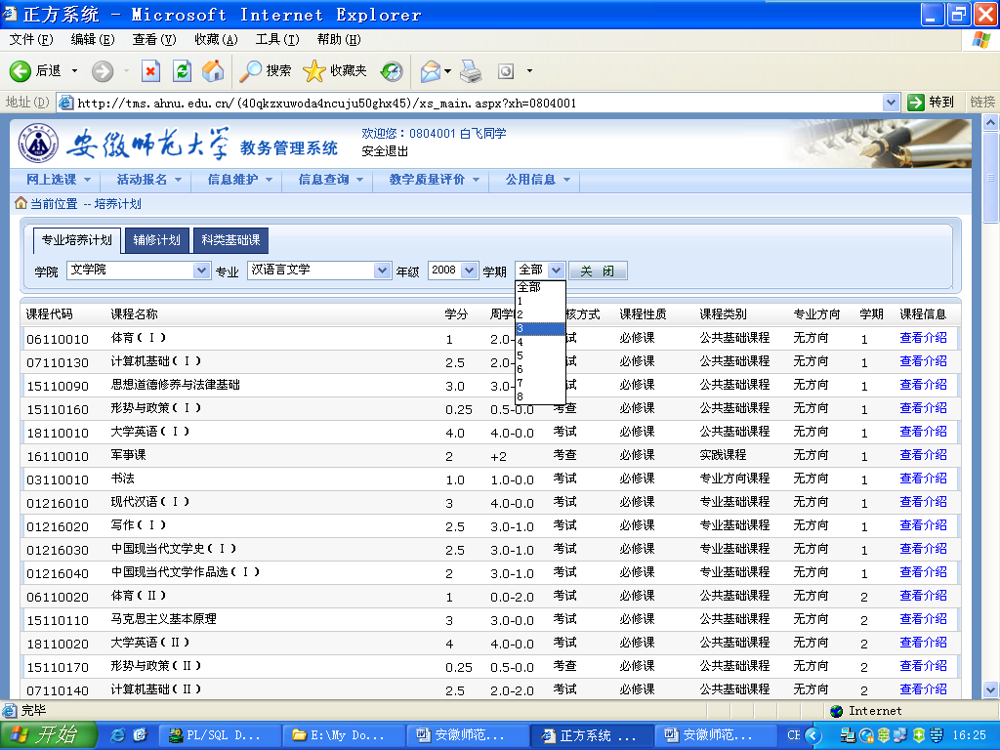 正方系统 - Microsoft Internet Explorer
文件(F) 编辑(E) 查看(V) 收藏(A) 工具(T) 帮助(H)
后退 搜索 收藏夹
地址(D) http://tms.ahnu.edu.cn/(40qkzxuwoda4ncuju50ghx45)/xs_main.aspx?xh=0804001 转到 链接
安徽师范大学 教务管理系统
欢迎您：0804001 白飞同学
安全退出
网上选课 活动报名 信息维护 信息查询 教学质量评价 公用信息
当前位置 -- 培养计划
专业培养计划 辅修计划 科类基础课
学院 文学院 专业 汉语言文学 年级 2008 学期 全部 关 闭
全部
1
2
3
4
5
6
7
8
课程代码 课程名称 学分 周学 核方式 课程性质 课程类别 专业方向 学期 课程信息
06110010 体育(Ⅰ) 1 2.0- 试 必修课 公共基础课程 无方向 1 查看介绍
07110130 计算机基础(Ⅰ) 2.5 2.0- 试 必修课 公共基础课程 无方向 1 查看介绍
15110090 思想道德修养与法律基础 3.0 3.0- 试 必修课 公共基础课程 无方向 1 查看介绍
15110160 形势与政策(Ⅰ) 0.25 0.5-0.0 考查 必修课 公共基础课程 无方向 1 查看介绍
18110010 大学英语(Ⅰ) 4.0 4.0-0.0 考试 必修课 公共基础课程 无方向 1 查看介绍
16110010 军事课 2 +2 考查 必修课 实践课程 无方向 1 查看介绍
03110010 书法 1.0 1.0-0.0 考试 必修课 专业方向课程 无方向 1 查看介绍
01216010 现代汉语(Ⅰ) 3 4.0-0.0 考试 必修课 专业基础课程 无方向 1 查看介绍
01216020 写作(Ⅰ) 2.5 3.0-1.0 考试 必修课 专业基础课程 无方向 1 查看介绍
01216030 中国现当代文学史(Ⅰ) 2.5 3.0-1.0 考试 必修课 专业基础课程 无方向 1 查看介绍
01216040 中国现当代文学作品选(Ⅰ) 2 3.0-1.0 考试 必修课 专业基础课程 无方向 1 查看介绍
06110020 体育(Ⅱ) 1 0.0-2.0 考试 必修课 公共基础课程 无方向 2 查看介绍
15110110 马克思主义基本原理 3 3.0-0.0 考试 必修课 公共基础课程 无方向 2 查看介绍
18110020 大学英语(Ⅱ) 4 4.0-0.0 考试 必修课 公共基础课程 无方向 2 查看介绍
15110170 形势与政策(Ⅱ) 0.25 0.5-0.0 考查 必修课 公共基础课程 无方向 2 查看介绍
07110140 计算机基础(Ⅱ) 2.5 2.0-2.0 考试 必修课 公共基础课程 无方向 2 查看介绍
完毕 Internet
开始 PL/SQL D... E:\My Do... 安徽师范... 正方系统 ... 安徽师范... CH 16:25